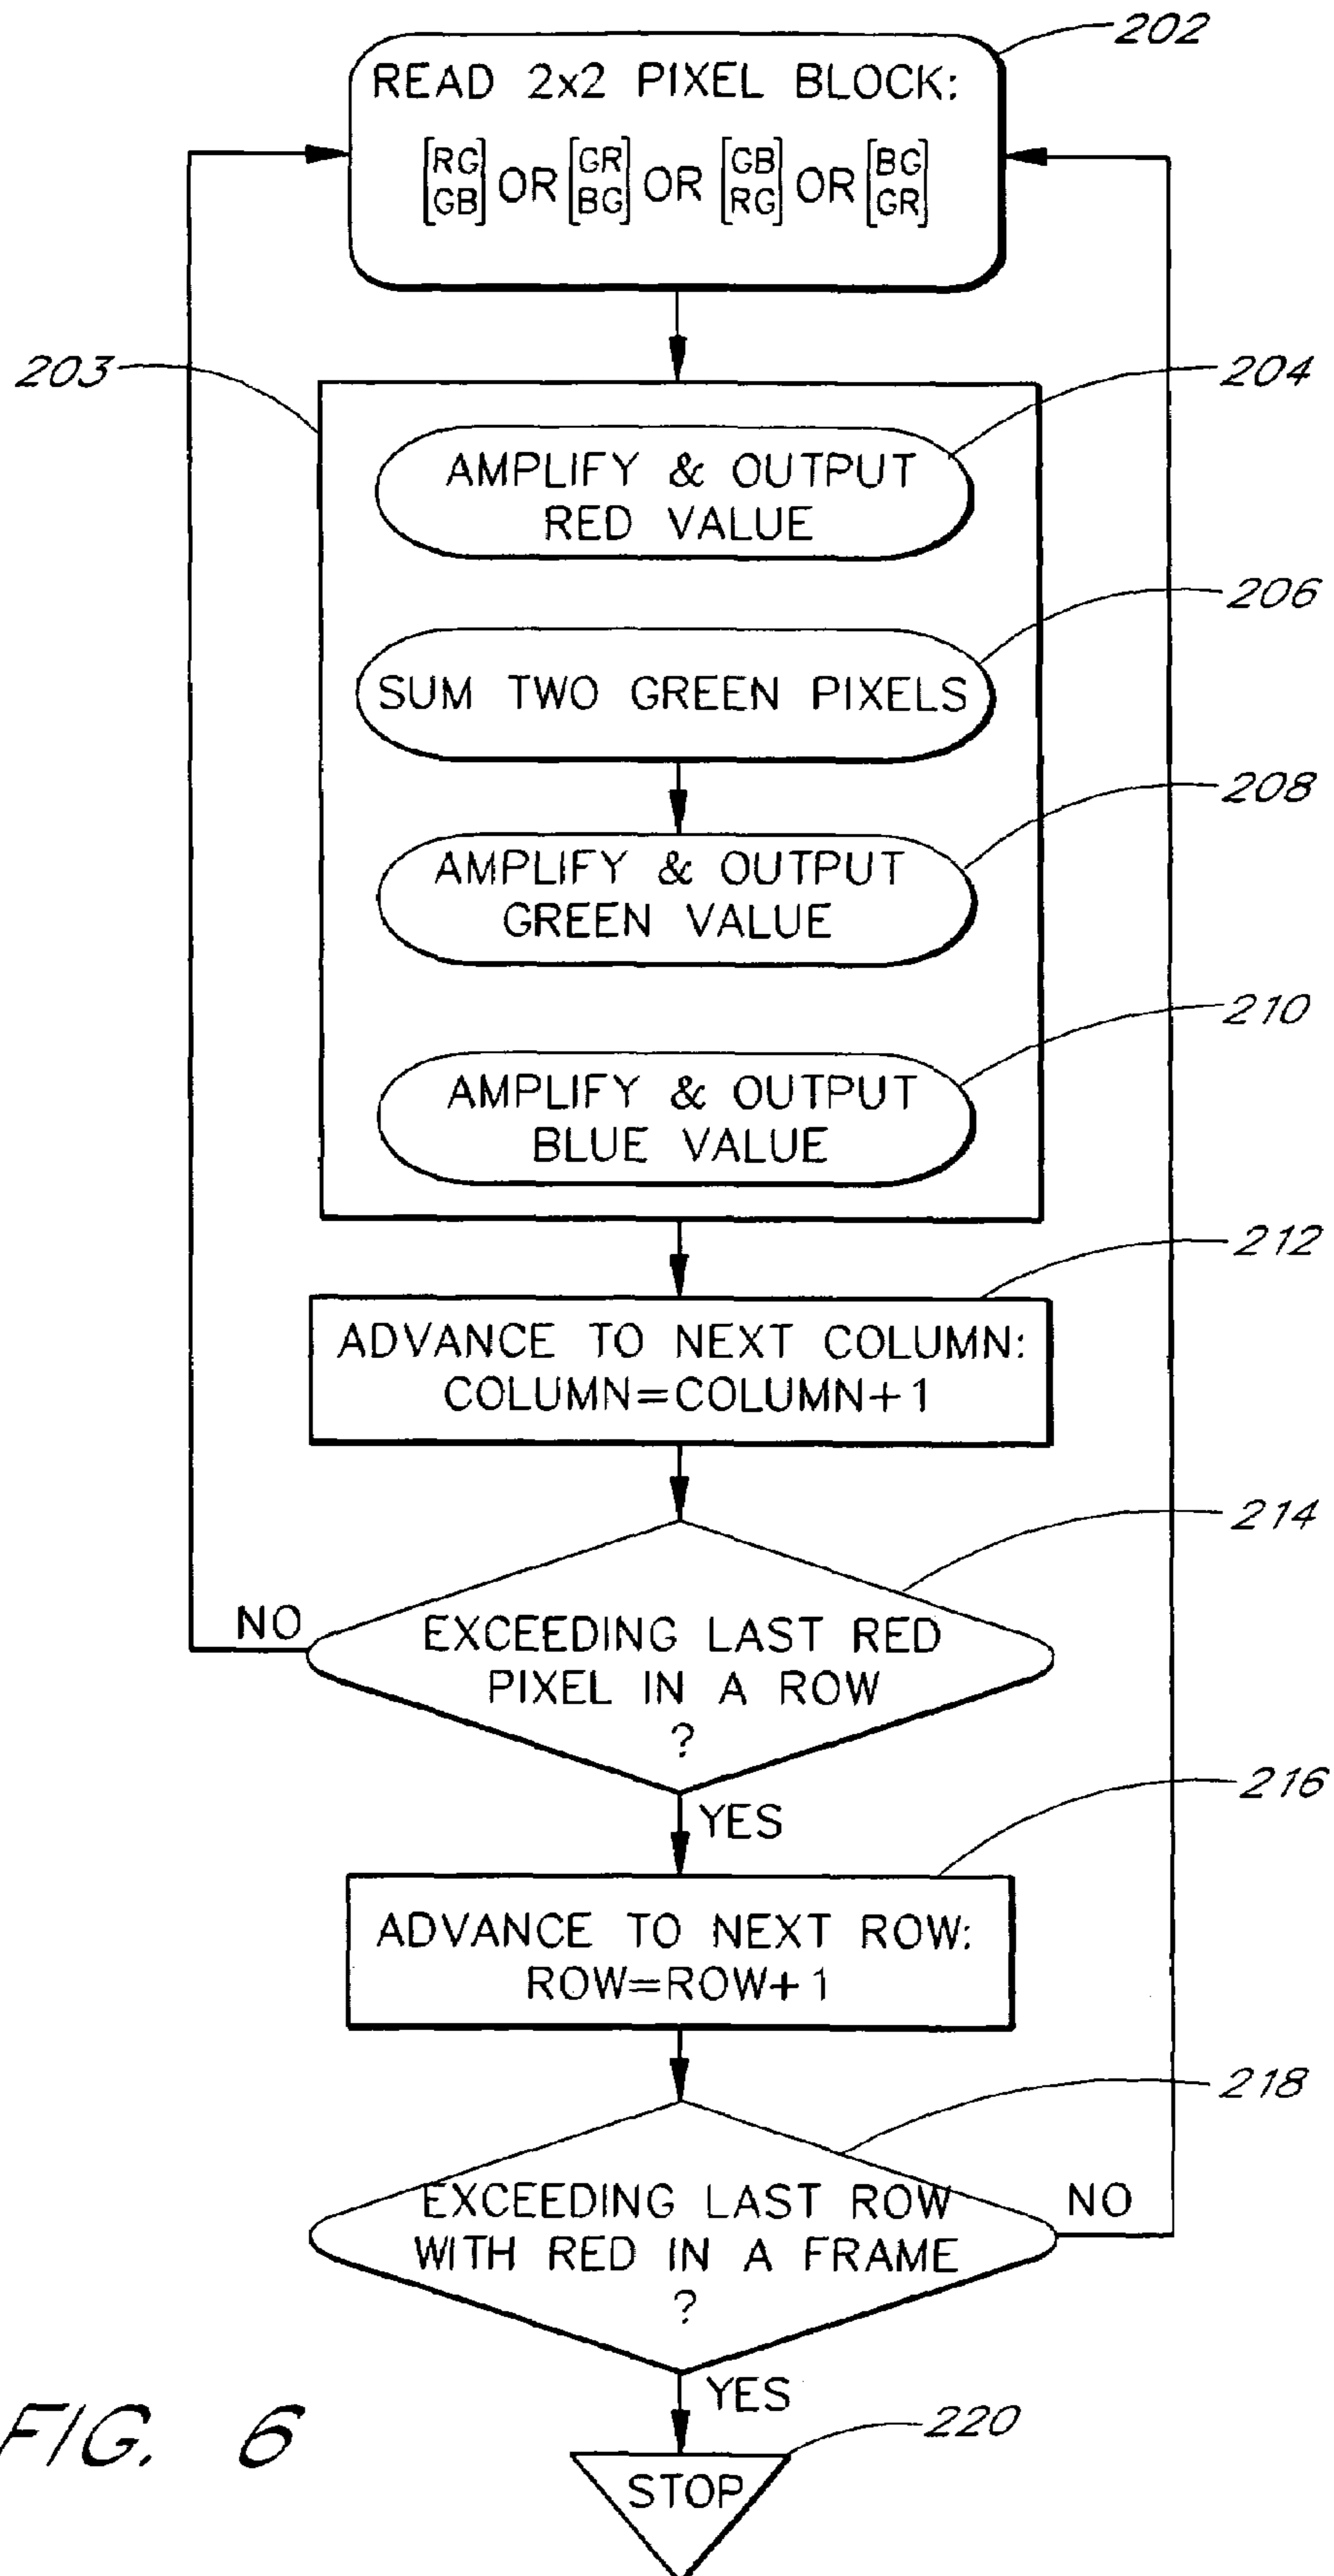 202
READ 2x2 PIXEL BLOCK:
[RG
GB] OR [GR
BG] OR [GB
RG] OR [BG
GR]
203
204
AMPLIFY & OUTPUT
RED VALUE
206
SUM TWO GREEN PIXELS
208
AMPLIFY & OUTPUT
GREEN VALUE
210
AMPLIFY & OUTPUT
BLUE VALUE
212
ADVANCE TO NEXT COLUMN:
COLUMN=COLUMN+1
214
NO
EXCEEDING LAST RED
PIXEL IN A ROW
?
YES
216
ADVANCE TO NEXT ROW:
ROW=ROW+1
218
EXCEEDING LAST ROW
WITH RED IN A FRAME
?
NO
YES
220
STOP
FIG. 6